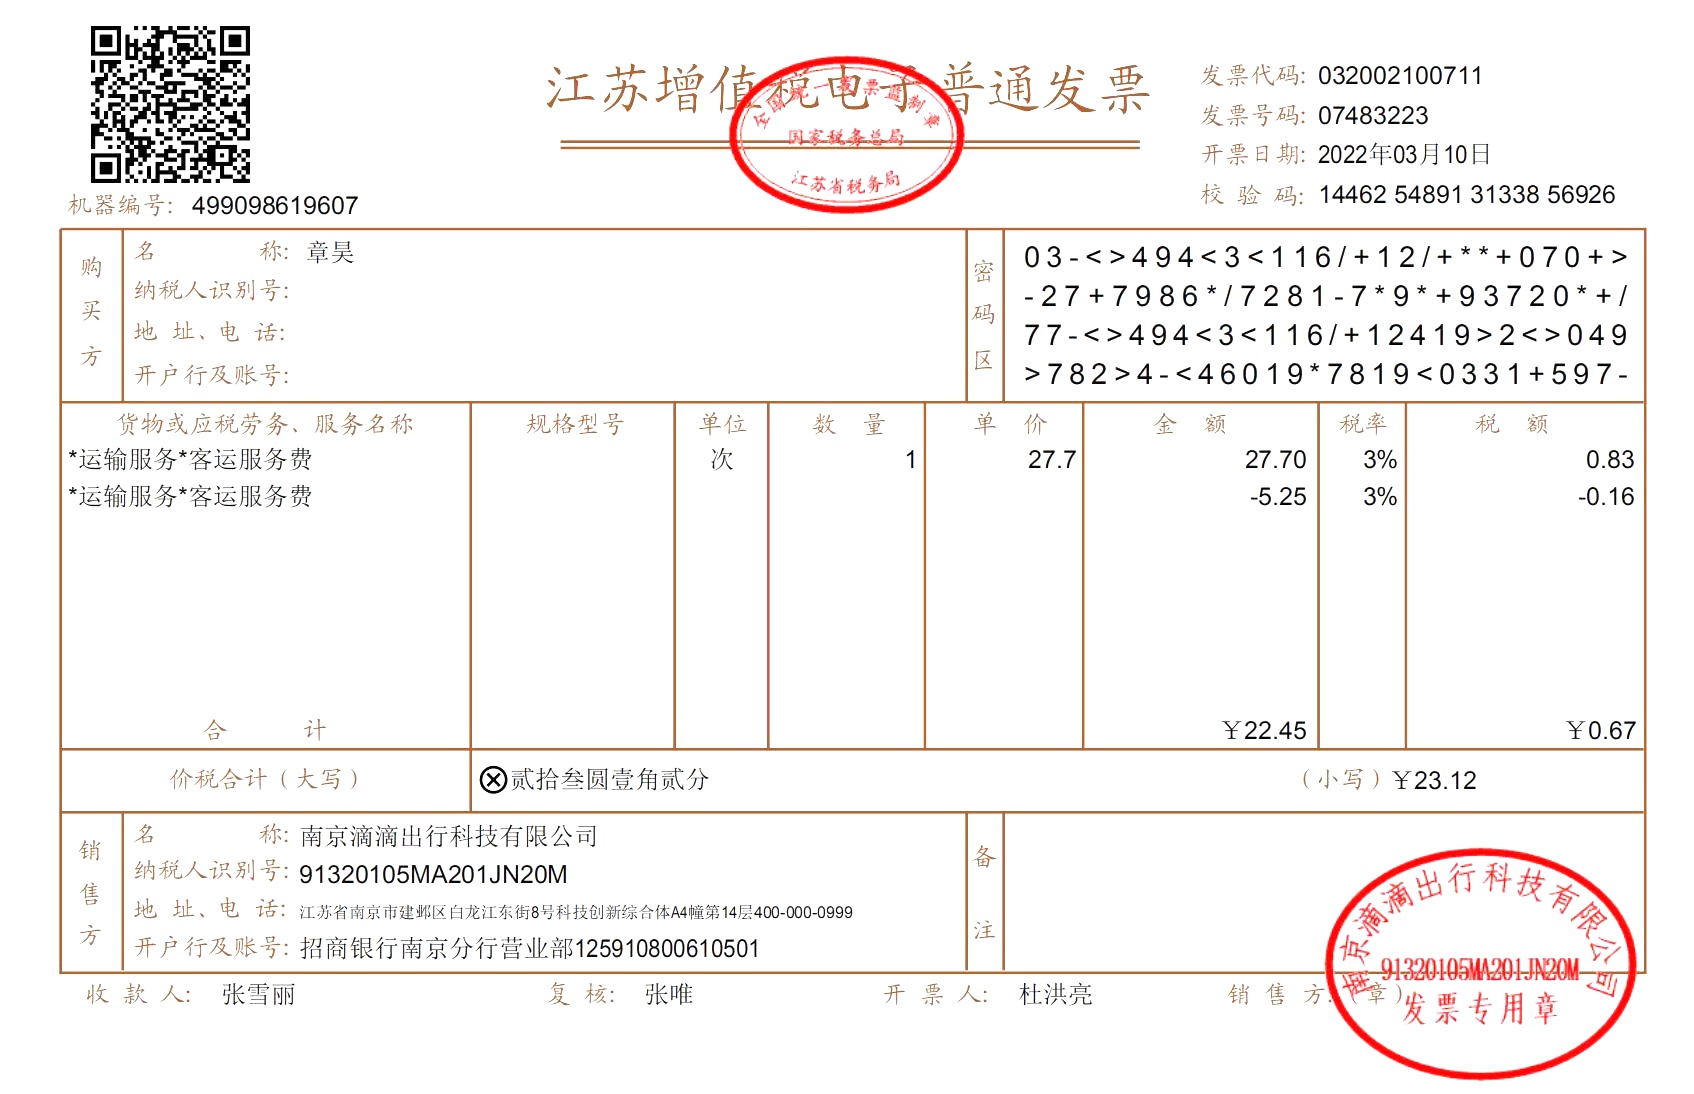 江苏增值税电子普通发票
全国统一发票监制章
国家税务总局
江苏省税务局
发票代码: 032002100711
发票号码: 07483223
开票日期: 2022年03月10日
校 验 码: 14462 54891 31338 56926
机器编号: 499098619607
购买方
名 称: 章昊
纳税人识别号:
地 址、电 话:
开户行及账号:
密码区
03-<>494<3<116/+12/+**+070+>
-27+7986*/7281-7*9*+93720*+/
77-<>494<3<116/+12419>2<>049
>782>4-<46019*7819<0331+597-
货物或应税劳务、服务名称 规格型号 单位 数 量 单 价 金 额 税率 税 额
*运输服务*客运服务费 次 1 27.7 27.70 3% 0.83
*运输服务*客运服务费 -5.25 3% -0.16
合 计 ￥22.45 ￥0.67
价税合计（大写） ⊗贰拾叁圆壹角贰分 （小写）￥23.12
销售方
名 称: 南京滴滴出行科技有限公司
纳税人识别号: 91320105MA201JN20M
地 址、电 话: 江苏省南京市建邺区白龙江东街8号科技创新综合体A4幢第14层400-000-0999
开户行及账号: 招商银行南京分行营业部125910800610501
备注
收 款 人: 张雪丽 复 核: 张唯 开 票 人: 杜洪亮 销 售 方:（章）
南京滴滴出行科技有限公司
91320105MA201JN20M
发票专用章